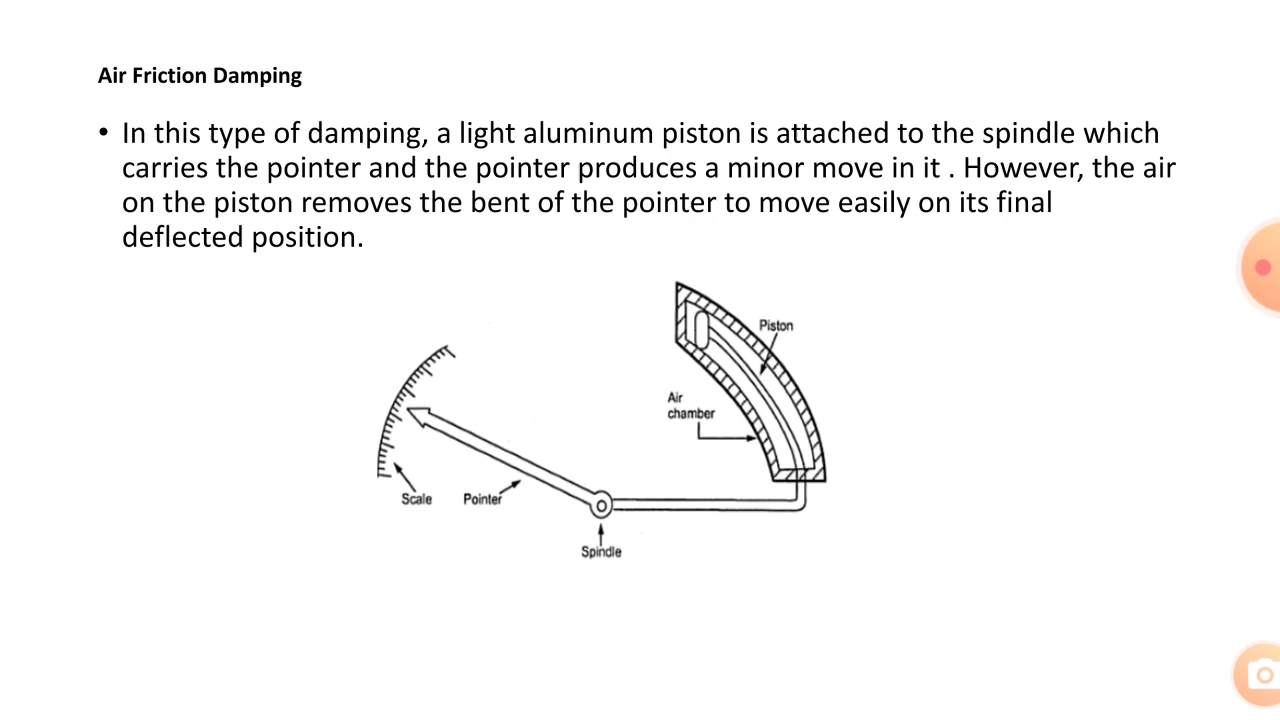 Air Friction Damping
• In this type of damping, a light aluminum piston is attached to the spindle which
carries the pointer and the pointer produces a minor move in it . However, the air
on the piston removes the bent of the pointer to move easily on its final
deflected position.
Piston
Air
chamber
Scale
Pointer
Spindle